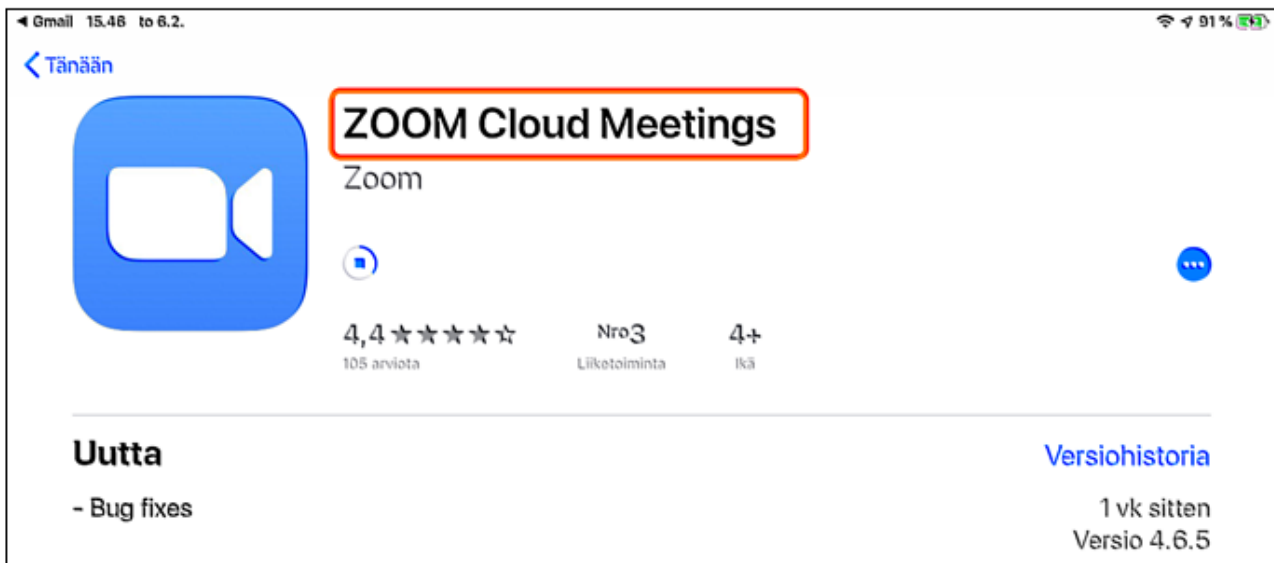 Gmail 15.46 to 6.2. 91 %
Tänään
ZOOM Cloud Meetings
Zoom
4,4 Nro3 4+
105 arviota Liiketoiminta Ikä
Uutta Versiohistoria
- Bug fixes 1 vk sitten
Versio 4.6.5